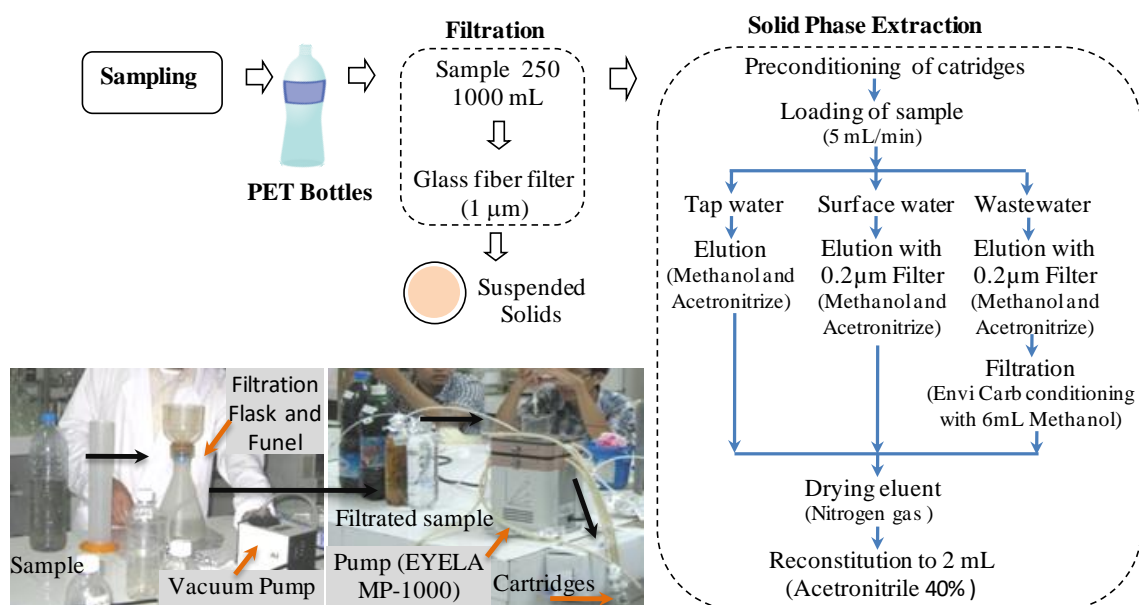 Sampling
PET Bottles
Filtration
Sample 250
1000 mL
Glass fiber filter
(1 µm)
Suspended
Solids
Solid Phase Extraction
Preconditioning of catridges
Loading of sample
(5 mL/min)
Tap water
Elution
(Methanol and
Acetronitrize)
Surface water
Elution with
0.2µm Filter
(Methanol and
Acetronitrize)
Wastewater
Elution with
0.2µm Filter
(Methanol and
Acetronitrize)
Filtration
(Envi Carb conditioning
with 6mL Methanol)
Drying eluent
(Nitrogen gas )
Reconstitution to 2 mL
(Acetronitrile 40%)
Filtration
Flask and
Funel
Sample
Vacuum Pump
Filtrated sample
Pump (EYELA
MP-1000)
Cartridges